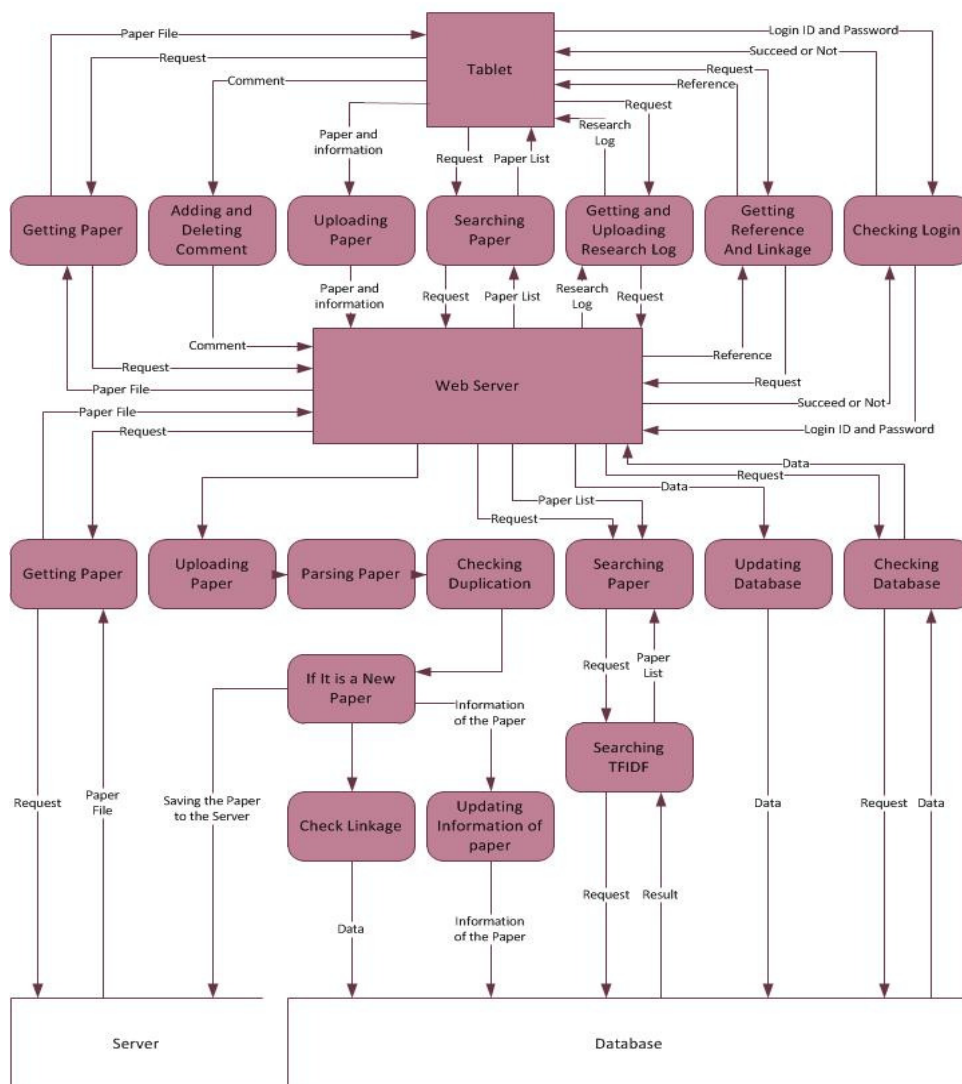 Paper File
Login ID and Password
Succeed or Not
Request
Tablet
Request
Comment
Reference
Request
Paper and
information
Research
Log
Request
Paper List
Getting Paper
Adding and
Deleting
Comment
Uploading
Paper
Searching
Paper
Getting and
Uploading
Research Log
Getting
Reference
And Linkage
Checking Login
Paper and
information
Request
Paper List
Research
Log
Request
Comment
Reference
Request
Web Server
Request
Paper File
Succeed or Not
Paper File
Request
Login ID and Password
Data
Request
Data
Paper List
Request
Getting Paper
Uploading
Paper
Parsing Paper
Checking
Duplication
Searching
Paper
Updating
Database
Checking
Database
If It is a New
Paper
Information
of the Paper
Request
Paper
List
Searching
TFIDF
Request
Paper
File
Saving the Paper
to the Server
Check Linkage
Updating
Information of
paper
Data
Request
Data
Data
Information
of the Paper
Request
Result
Server
Database